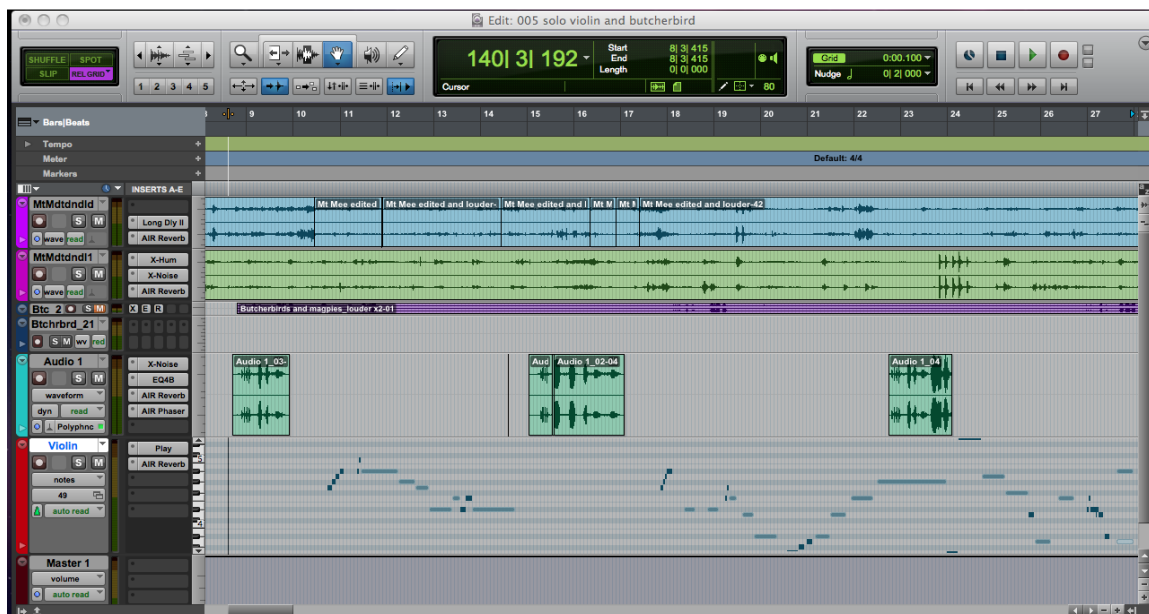 Edit: 005 solo violin and butcherbird
SHUFFLE SPOT
SLIP REL GRID
1 2 3 4 5
140| 3| 192
Start 8| 3| 415
End 8| 3| 415
Length 0| 0| 000
Cursor
80
Grid 0:00.100
Nudge 0| 2| 000
Bars|Beats
9 10 11 12 13 14 15 16 17 18 19 20 21 22 23 24 25 26 27
Tempo +
Meter +
Default: 4/4
Markers +
INSERTS A-E
MtMdtdndld
S M
wave read
Long Dly II
AIR Reverb
Mt Mee edited
Mt Mee edited and louder-
Mt Mee edited and l
Mt M
Mt M
Mt Mee edited and louder-42
MtMdtdndl1
S M
wave read
X-Hum
X-Noise
AIR Reverb
Btc_2 S M X E R
Butcherbirds and magpies_louder x2-01
Btchrbrd_21
S M wv red
Audio 1
S M
waveform
dyn read
Polyphnc
X-Noise
EQ4B
AIR Reverb
AIR Phaser
Audio 1_03-
Aud
Audio 1_02-04
Audio 1_04
Violin
S M
notes
49
auto read
Play
AIR Reverb
5
4
Master 1
volume
auto read